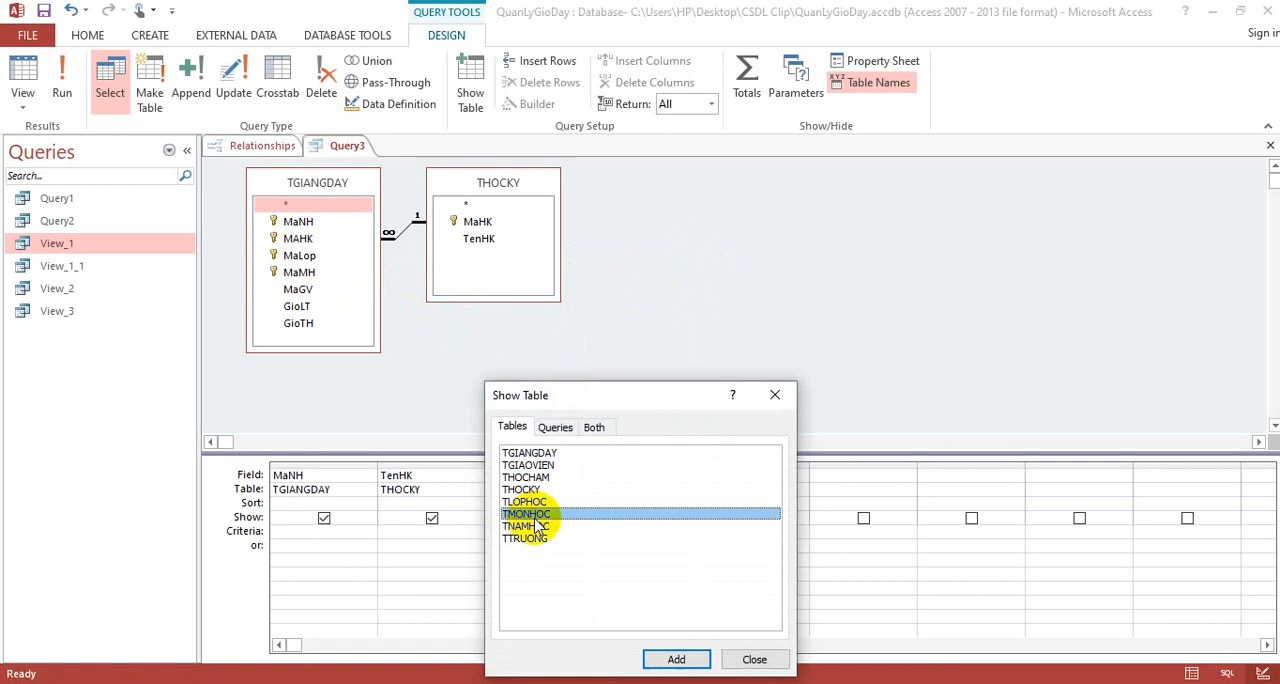 QUERY TOOLS
QuanLyGioDay : Database- C:\Users\HP\Desktop\CSDL Clip\QuanLyGioDay.accdb (Access 2007 - 2013 file format) - Microsoft Access
FILE
HOME
CREATE
EXTERNAL DATA
DATABASE TOOLS
DESIGN
Sign in
View
Run
Select
Make Table
Append
Update
Crosstab
Delete
Union
Pass-Through
Data Definition
Show Table
Insert Rows
Delete Rows
Builder
Insert Columns
Delete Columns
Return: All
Totals
Parameters
Property Sheet
Table Names
Results
Query Type
Query Setup
Show/Hide
Queries
Search...
Query1
Query2
View_1
View_1_1
View_2
View_3
Relationships
Query3
TGIANGDAY
*
MaNH
MAHK
MaLop
MaMH
MaGV
GioLT
GioTH
∞
1
THOCKY
*
MaHK
TenHK
Show Table
?
Tables
Queries
Both
TGIANGDAY
TGIAOVIEN
THOCHAM
THOCKY
TLOPHOC
TMONHOC
TNAMHOC
TTRUONG
Add
Close
Field: MaNH TenHK
Table: TGIANGDAY THOCKY
Sort:
Show:
Criteria:
or:
Ready
SQL